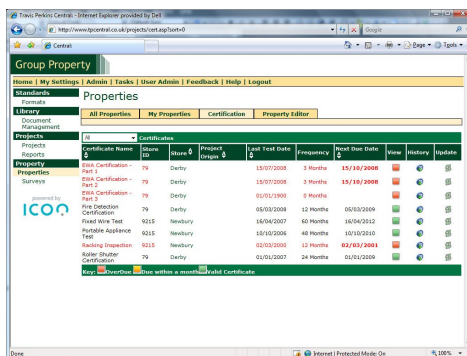 Travis Perkins Central - Internet Explorer provided by Dell
http://www.tpcentral.co.uk/projects/cert.asp?sort=0
Google
Central
Page Tools
Group Property
Home | My Settings | Admin | Tasks | User Admin | Feedback | Help | Logout
Standards
Formats
Library
Document Management
Projects
Projects
Reports
Property
Properties
Surveys
powered by
ICON
Properties
All Properties My Properties Certification Property Editor
All Certificates
Certificate Name Store ID Store Project Origin Last Test Date Frequency Next Due Date View History Update
EWA Certification - Part 1 79 Derby 15/07/2008 3 Months 15/10/2008
EWA Certification - Part 2 79 Derby 15/07/2008 3 Months 15/10/2008
EWA Certification - Part 3 79 Derby 01/01/1900 0 Months
Fire Detection Certification 79 Derby 05/03/2008 12 Months 05/03/2009
Fixed Wire Test 9215 Newbury 16/04/2007 60 Months 16/04/2012
Portable Appliance Test 9215 Newbury 10/10/2006 48 Months 10/10/2010
Racking Inspection 9215 Newbury 02/03/2000 12 Months 02/03/2001
Roller Shutter Certification 79 Derby 01/01/2007 24 Months 01/01/2009
Key: OverDue Due within a month Valid Certificate
Done Internet | Protected Mode: On 100%